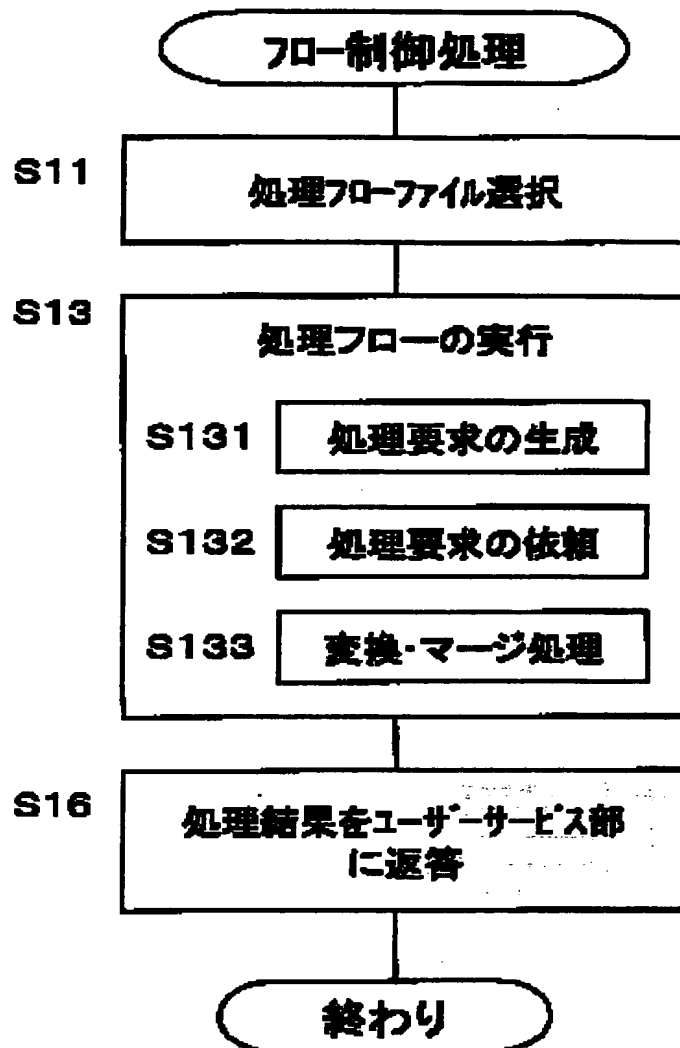 フロー制御処理
S11
処理フローファイル選択
S13
処理フローの実行
S131
処理要求の生成
S132
処理要求の依頼
S133
変換・マージ処理
S16
処理結果をユーザーサービス部
に返答
終わり